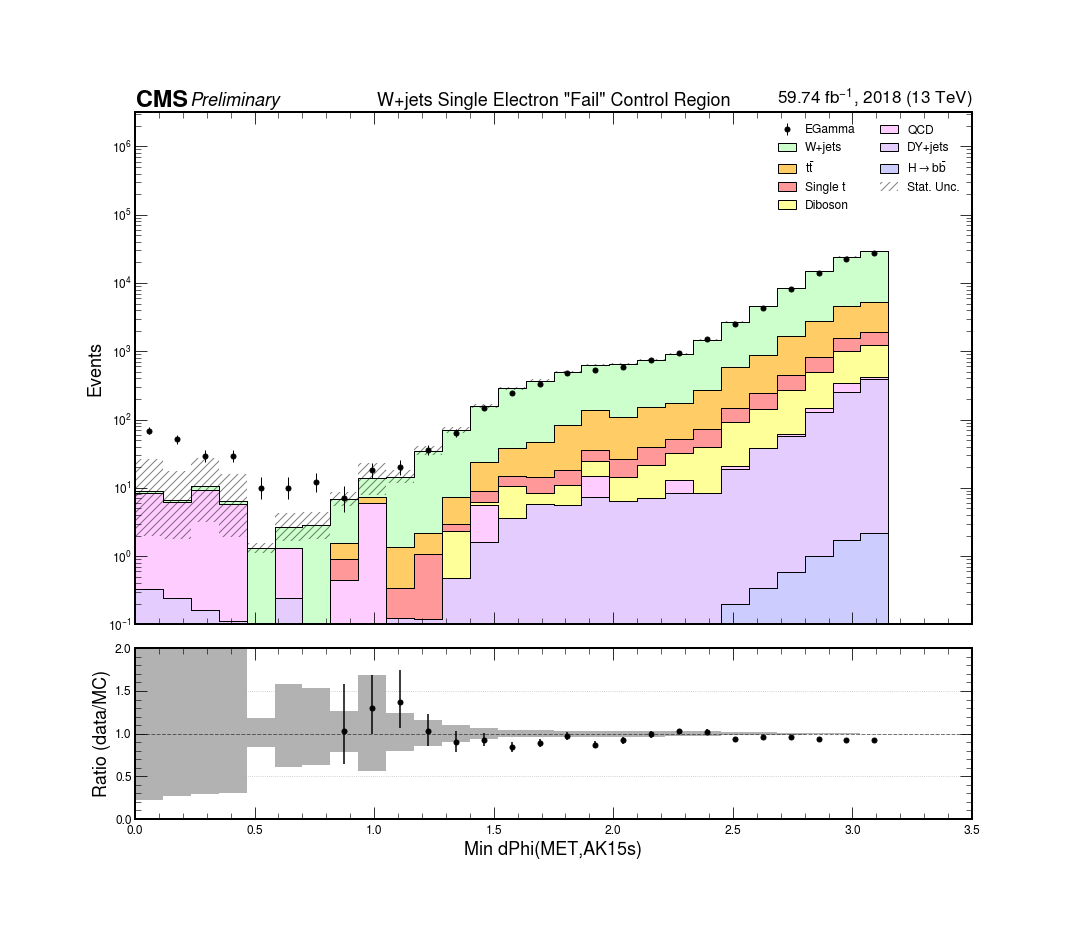 CMS Preliminary W+jets Single Electron "Fail" Control Region 59.74 fb⁻¹, 2018 (13 TeV)
EGamma QCD
W+jets DY+jets
tt̄ H→bb̄
Single t Stat. Unc.
Diboson
Events
10⁶
10⁵
10⁴
10³
10²
10¹
10⁰
10⁻¹
Ratio (data/MC)
2.0
1.5
1.0
0.5
0.0
0.0 0.5 1.0 1.5 2.0 2.5 3.0 3.5
Min dPhi(MET,AK15s)